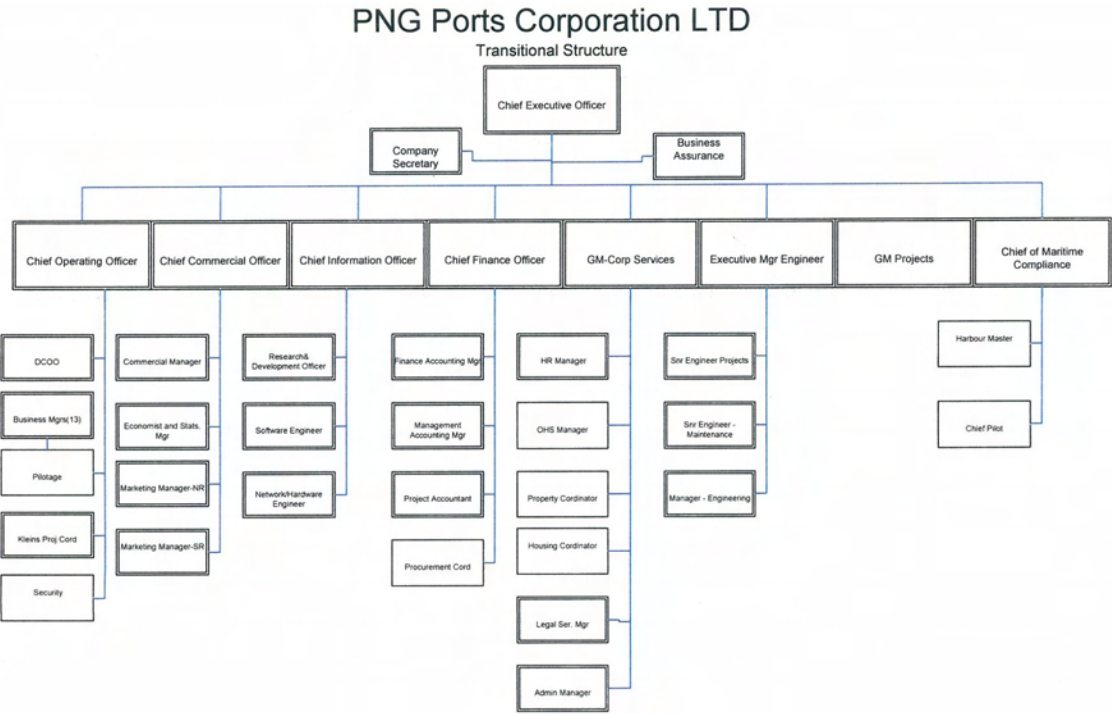 PNG Ports Corporation LTD
Transitional Structure
Chief Executive Officer
Company
Secretary
Business
Assurance
Chief Operating Officer
Chief Commercial Officer
Chief Information Officer
Chief Finance Officer
GM-Corp Services
Executive Mgr Engineer
GM Projects
Chief of Maritime
Compliance
DCOO
Business Mgrs(13)
Pilotage
Kleins Proj Cord
Security
Commercial Manager
Economist and Stats.
Mgr
Marketing Manager-NR
Marketing Manager-SR
Research&
Development Officer
Software Engineer
Network/Hardware
Engineer
Finance Accounting Mgr
Management
Accounting Mgr
Project Accountant
Procurement Cord
HR Manager
OHS Manager
Property Cordinator
Housing Cordinator
Legal Ser. Mgr
Admin Manager
Snr Engineer Projects
Snr Engineer -
Maintenance
Manager - Engineering
Harbour Master
Chief Pilot